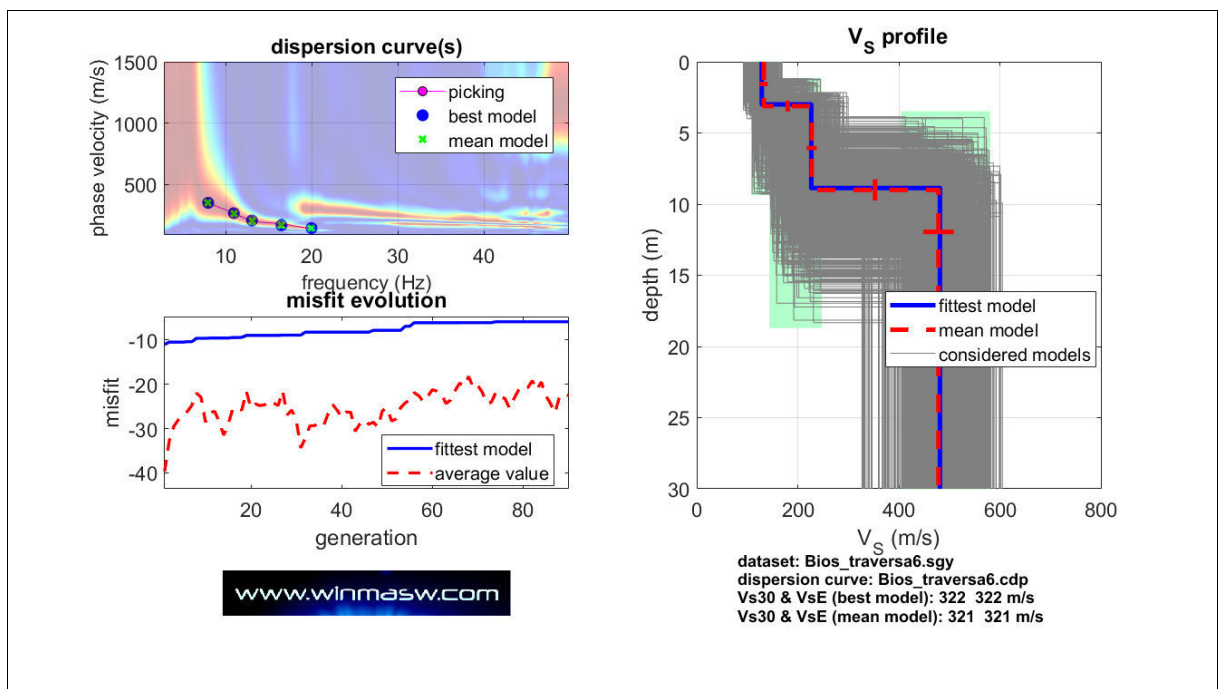 dispersion curve(s)
1500
1000
500
phase velocity (m/s)
picking
best model
mean model
10 20 30 40
frequency (Hz)
misfit evolution
-10
-20
-30
-40
misfit
fittest model
average value
20 40 60 80
generation
www.winmasw.com
VS profile
0
5
10
15
20
25
30
depth (m)
fittest model
mean model
considered models
0 200 400 600 800
VS (m/s)
dataset: Bios_traversa6.sgy
dispersion curve: Bios_traversa6.cdp
Vs30 & VsE (best model): 322 322 m/s
Vs30 & VsE (mean model): 321 321 m/s